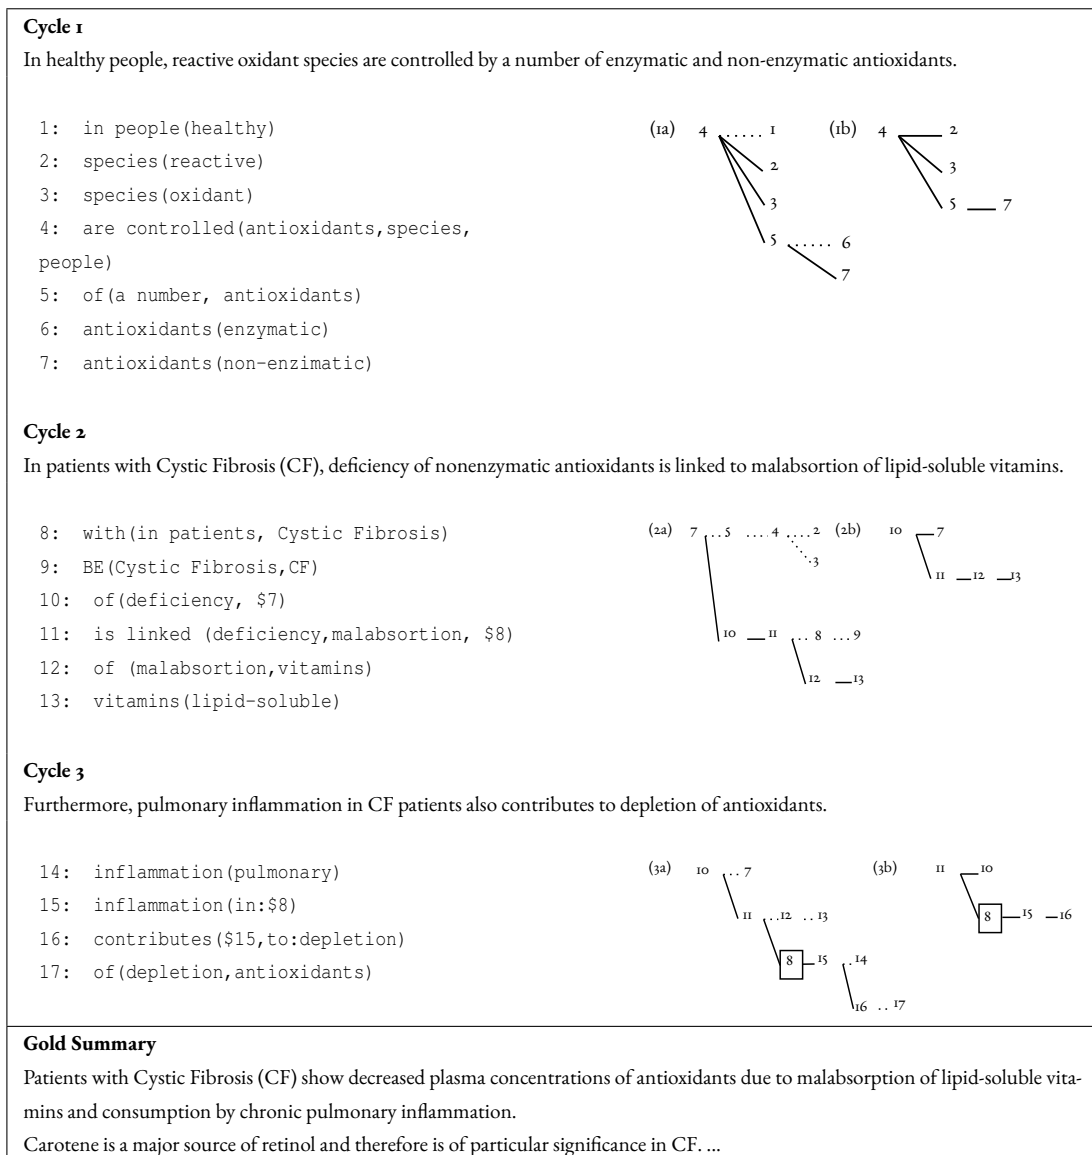 Cycle 1
In healthy people, reactive oxidant species are controlled by a number of enzymatic and non-enzymatic antioxidants.
1: in people(healthy)
2: species(reactive)
3: species(oxidant)
4: are controlled(antioxidants,species,
people)
5: of(a number, antioxidants)
6: antioxidants(enzymatic)
7: antioxidants(non-enzimatic)
(1a) 4 ..... 1 (1b) 4 2
2 3
3 5 7
5 ..... 6
7
Cycle 2
In patients with Cystic Fibrosis (CF), deficiency of nonenzymatic antioxidants is linked to malabsortion of lipid-soluble vitamins.
8: with(in patients, Cystic Fibrosis)
9: BE(Cystic Fibrosis,CF)
10: of(deficiency, $7)
11: is linked (deficiency,malabsortion, $8)
12: of (malabsortion,vitamins)
13: vitamins(lipid-soluble)
(2a) 7 ...5 ....4 ....2 (2b) 10 7
3 11 12 13
10 11 ...8 ...9
12 13
Cycle 3
Furthermore, pulmonary inflammation in CF patients also contributes to depletion of antioxidants.
14: inflammation(pulmonary)
15: inflammation(in:$8)
16: contributes($15,to:depletion)
17: of(depletion,antioxidants)
(3a) 10 ...7 (3b) 11 10
11 ...12 ..13 8 15 16
8 15 ..14
16 ..17
Gold Summary
Patients with Cystic Fibrosis (CF) show decreased plasma concentrations of antioxidants due to malabsorption of lipid-soluble vita-
mins and consumption by chronic pulmonary inflammation.
Carotene is a major source of retinol and therefore is of particular significance in CF. ...